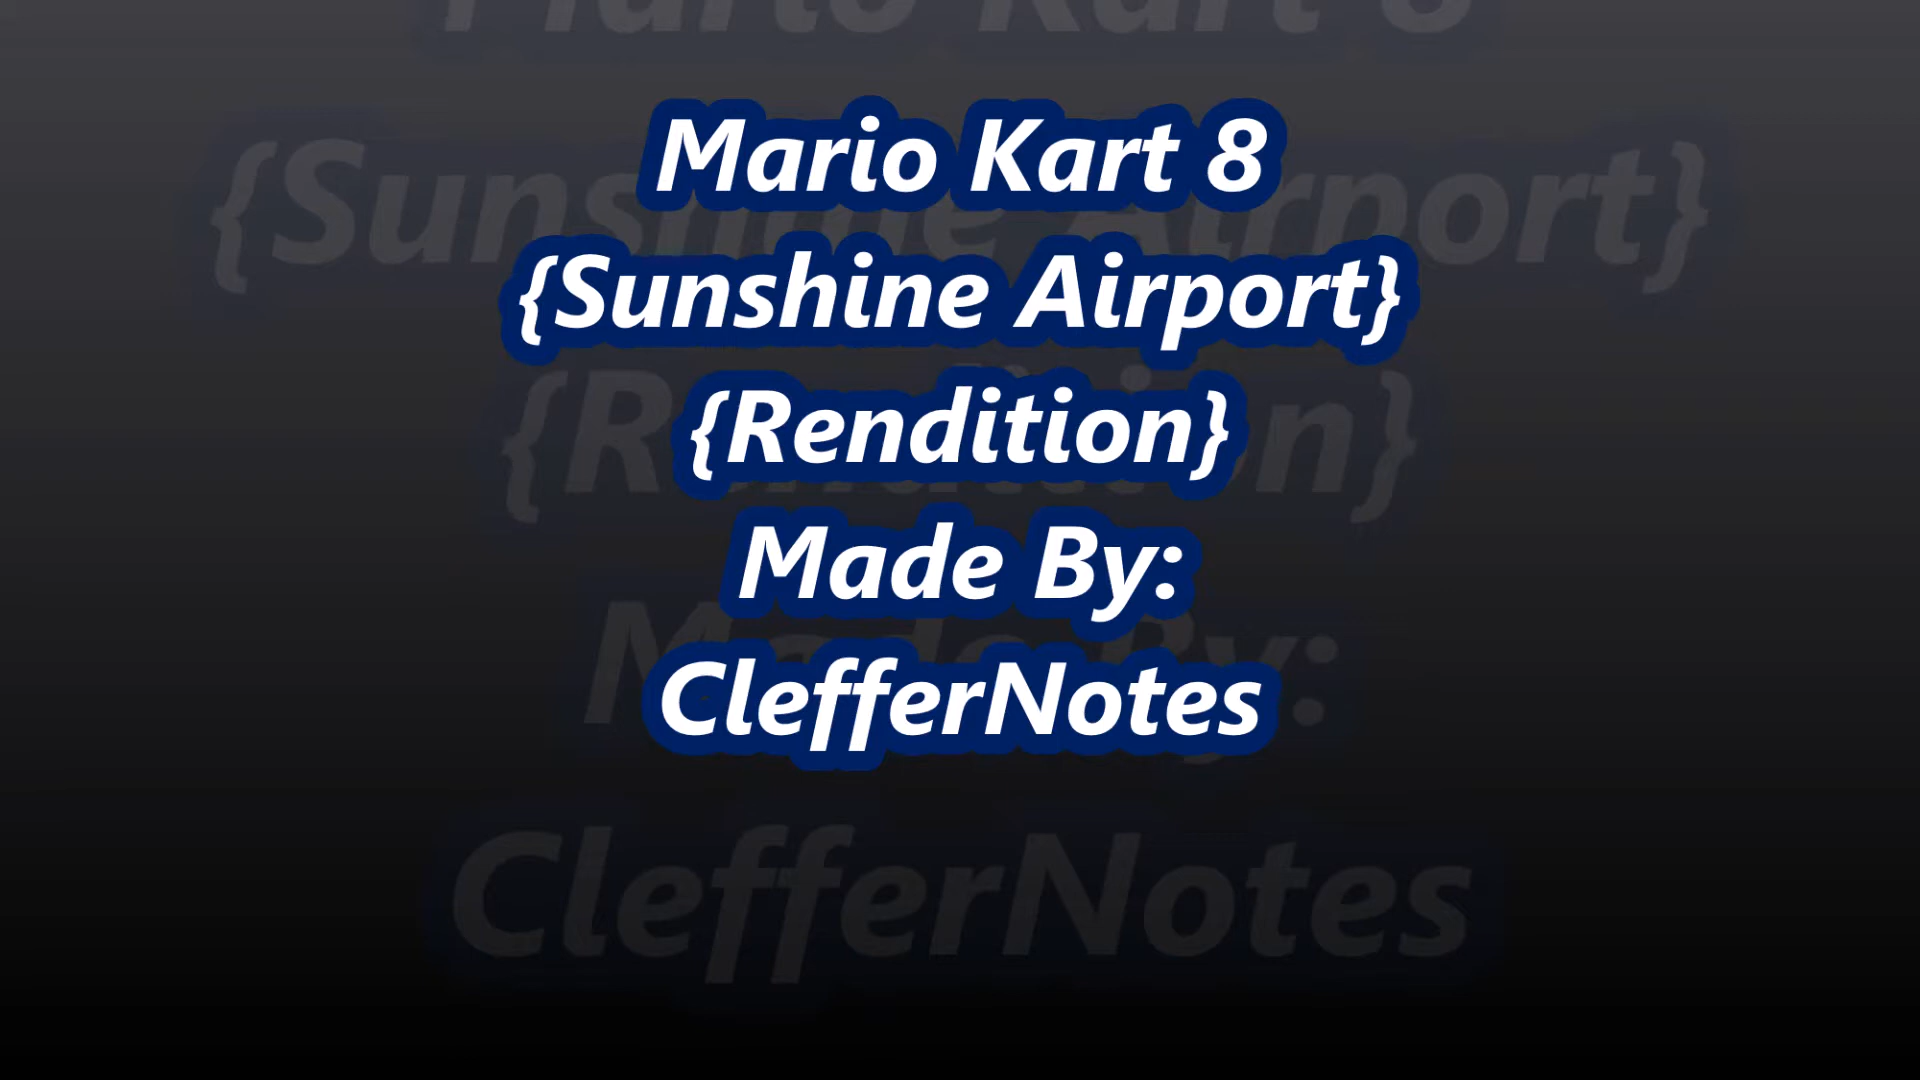 Mario Kart 8
{Sunshine Airport}
{Rendition}
Made By:
ClefferNotes